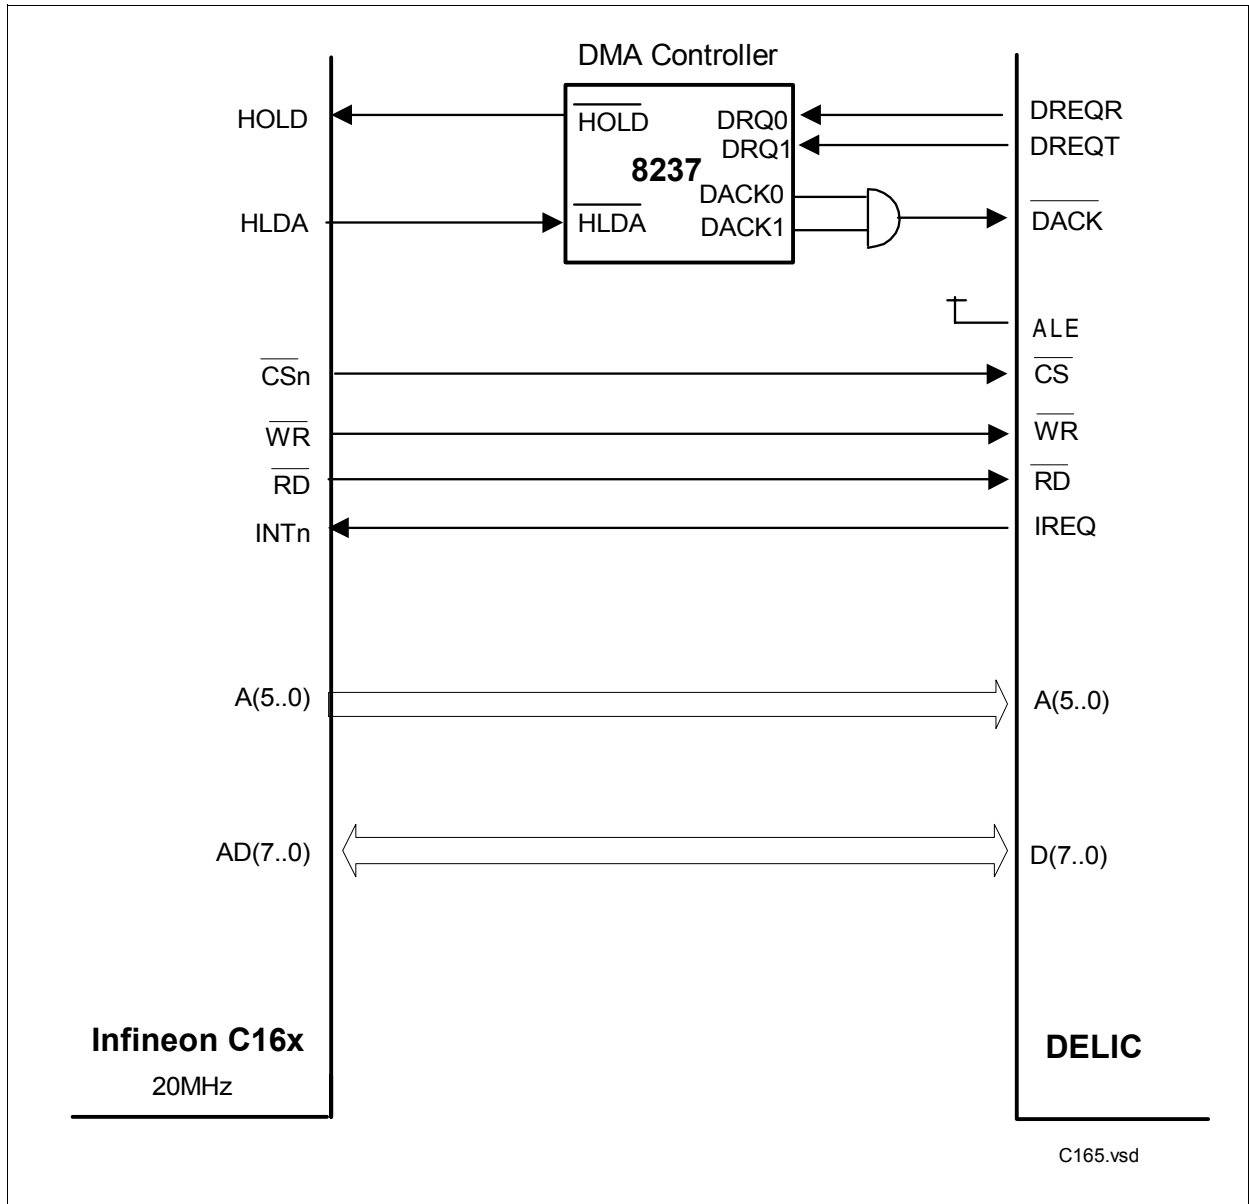 DMA Controller
HOLD
HOLD
DRQ0
DREQR
DRQ1
DREQT
8237
DACK0
HLDA
HLDA
DACK1
DACK
ALE
CSn
CS
WR
WR
RD
RD
INTn
IREQ
A(5..0)
A(5..0)
AD(7..0)
D(7..0)
Infineon C16x
DELIC
20MHz
C165.vsd